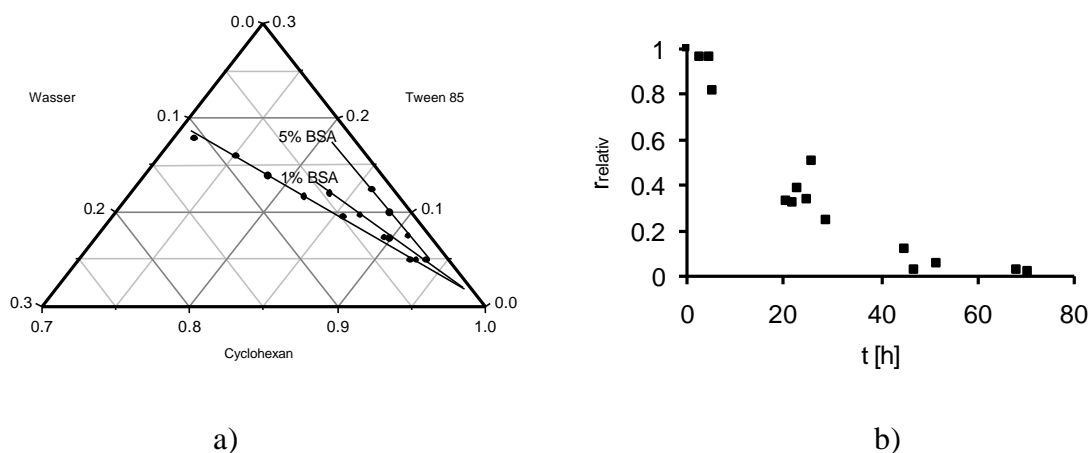 0.0 0.3
Wasser
Tween 85
0.1 0.2
5% BSA
1% BSA
0.2 0.1
0.3 0.0
0.7 0.8 0.9 1.0
Cyclohexan
a)
1
0.8
0.6
0.4
0.2
0
rrelativ
0 20 40 60 80
t [h]
b)